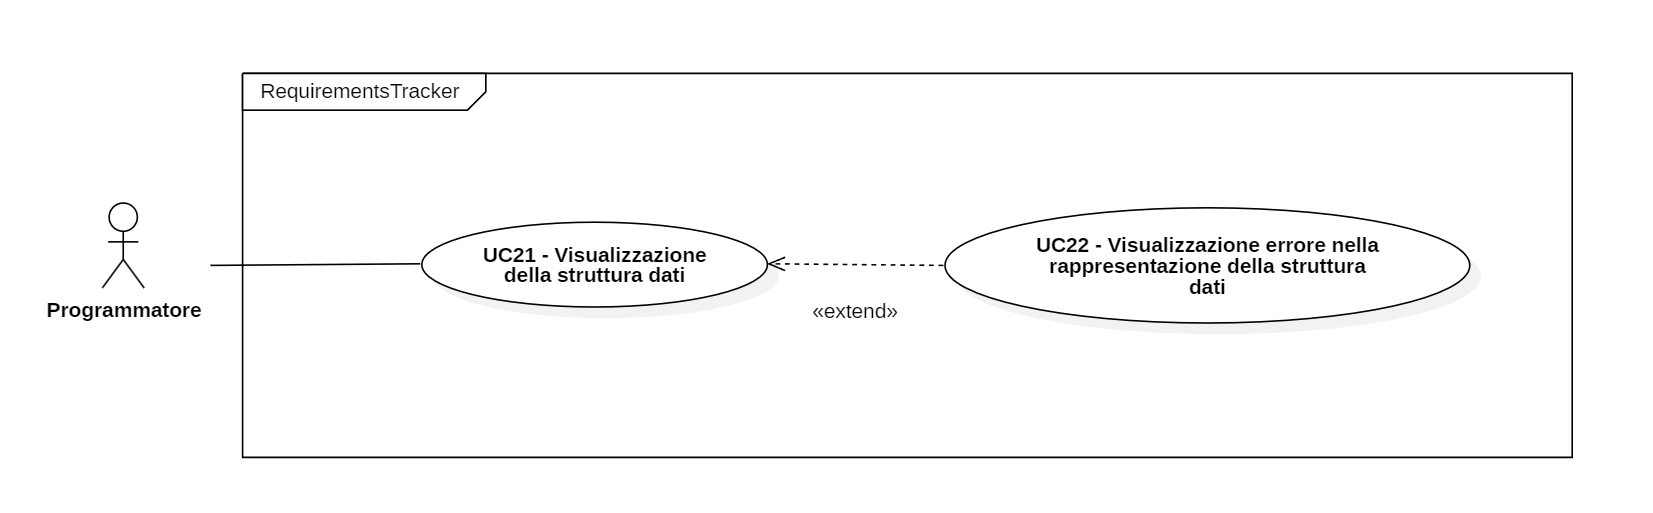 RequirementsTracker
Programmatore
UC21 - Visualizzazione
della struttura dati
«extend»
UC22 - Visualizzazione errore nella
rappresentazione della struttura
dati